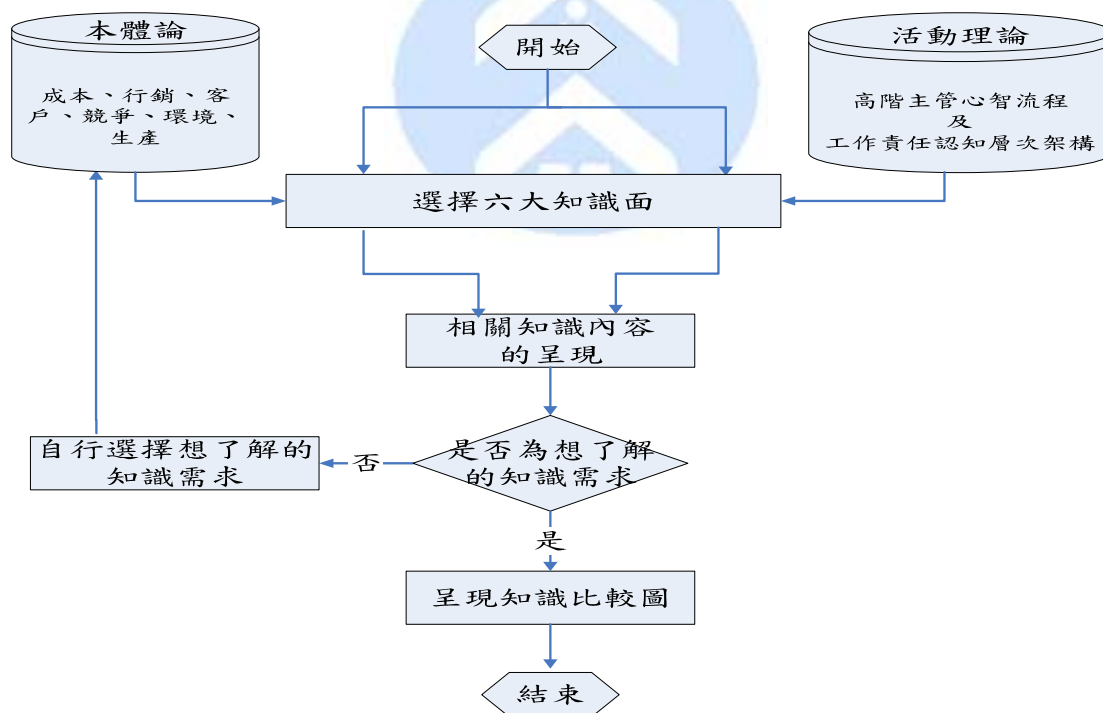 本體論
成本、行銷、客
戶、競爭、環境、
生產
開始
活動理論
高階主管心智流程
及
工作責任認知層次架構
選擇六大知識面
相關知識內容
的呈現
自行選擇想了解的
知識需求
否
是否為想了解
的知識需求
是
呈現知識比較圖
結束